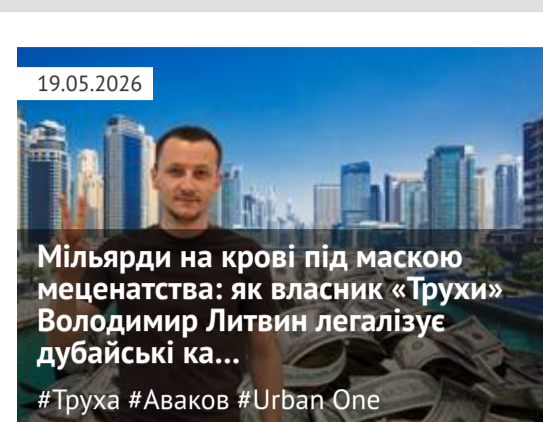 19.05.2026
Мільярди на крові під маскою
меценатства: як власник «Трухи»
Володимир Литвин легалізує
дубайські ка...
#Труха #Аваков #Urban One